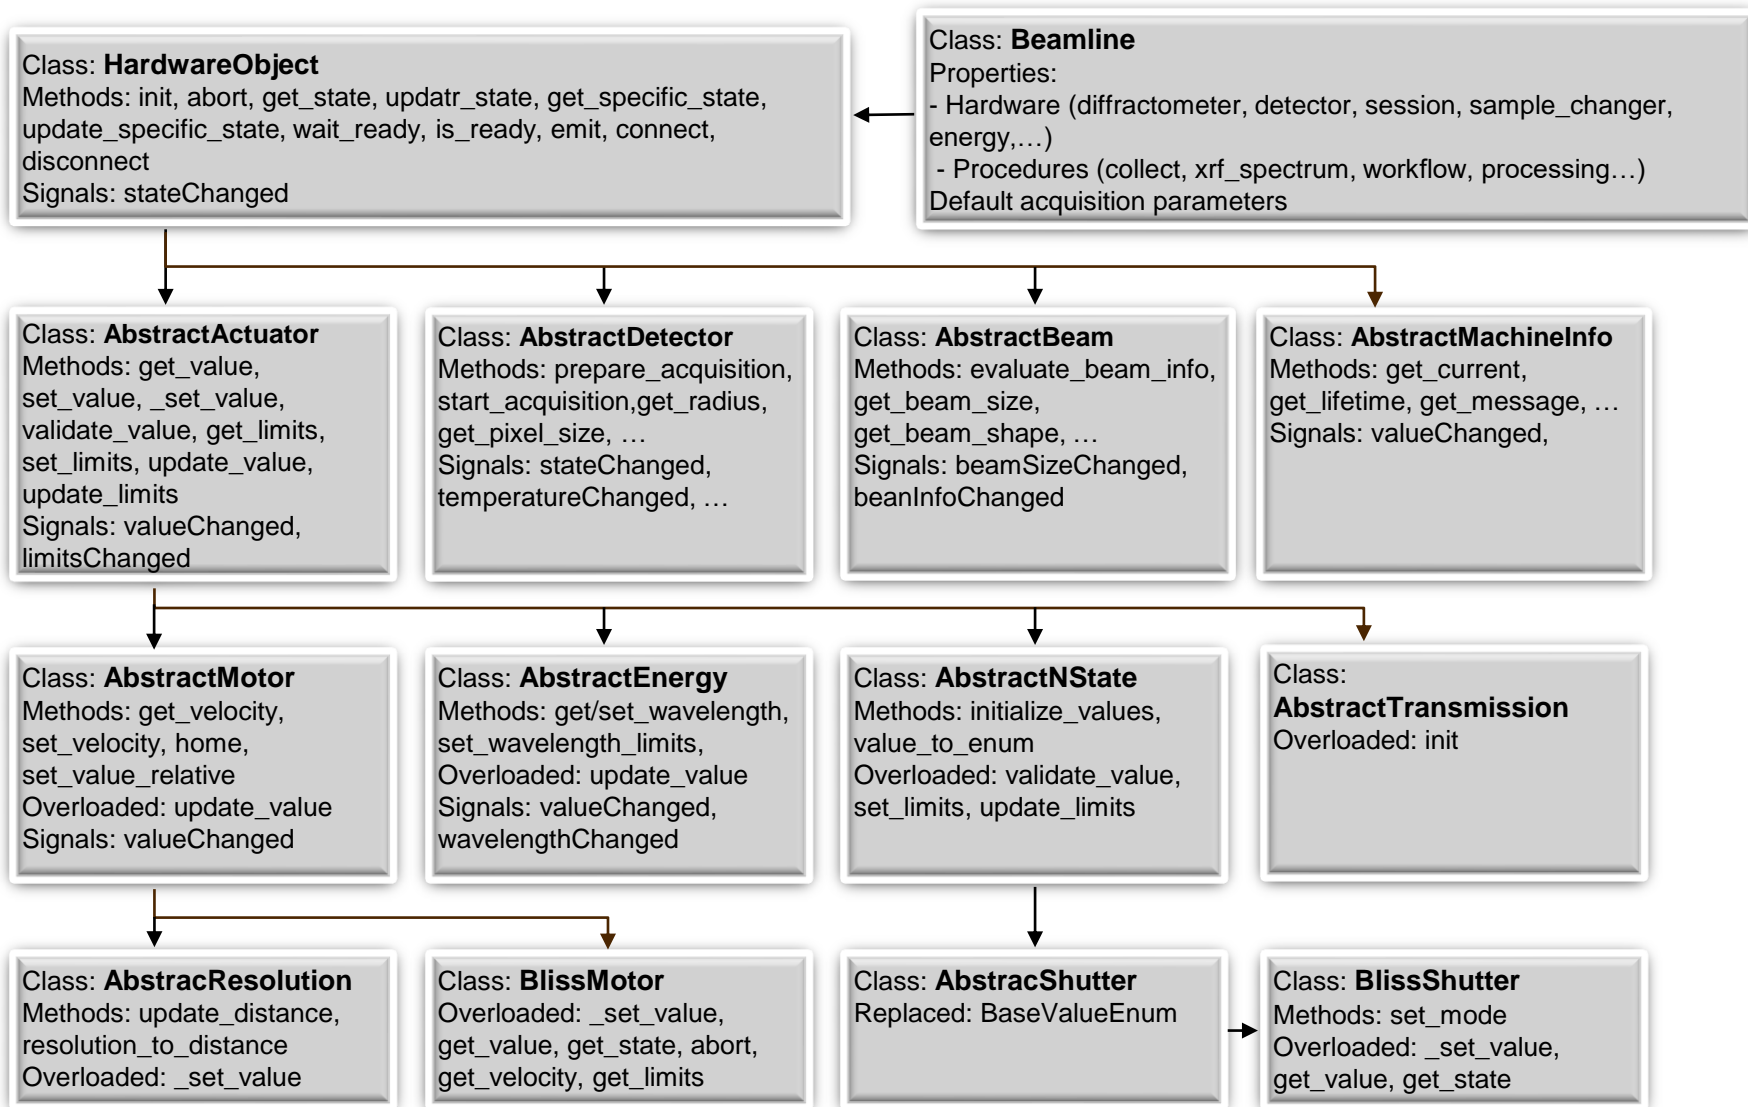 Class: HardwareObject
Methods: init, abort, get_state, updatr_state, get_specific_state,
update_specific_state, wait_ready, is_ready, emit, connect,
disconnect
Signals: stateChanged
Class: Beamline
Properties:
- Hardware (diffractometer, detector, session, sample_changer,
energy,…)
- Procedures (collect, xrf_spectrum, workflow, processing…)
Default acquisition parameters
Class: AbstractActuator
Methods: get_value,
set_value, _set_value,
validate_value, get_limits,
set_limits, update_value,
update_limits
Signals: valueChanged,
limitsChanged
Class: AbstractDetector
Methods: prepare_acquisition,
start_acquisition,get_radius,
get_pixel_size, …
Signals: stateChanged,
temperatureChanged, …
Class: AbstractBeam
Methods: evaluate_beam_info,
get_beam_size,
get_beam_shape, …
Signals: beamSizeChanged,
beanInfoChanged
Class: AbstractMachineInfo
Methods: get_current,
get_lifetime, get_message, …
Signals: valueChanged,
Class: AbstractMotor
Methods: get_velocity,
set_velocity, home,
set_value_relative
Overloaded: update_value
Signals: valueChanged
Class: AbstractEnergy
Methods: get/set_wavelength,
set_wavelength_limits,
Overloaded: update_value
Signals: valueChanged,
wavelengthChanged
Class: AbstractNState
Methods: initialize_values,
value_to_enum
Overloaded: validate_value,
set_limits, update_limits
Class:
AbstractTransmission
Overloaded: init
Class: AbstracResolution
Methods: update_distance,
resolution_to_distance
Overloaded: _set_value
Class: BlissMotor
Overloaded: _set_value,
get_value, get_state, abort,
get_velocity, get_limits
Class: AbstracShutter
Replaced: BaseValueEnum
Class: BlissShutter
Methods: set_mode
Overloaded: _set_value,
get_value, get_state